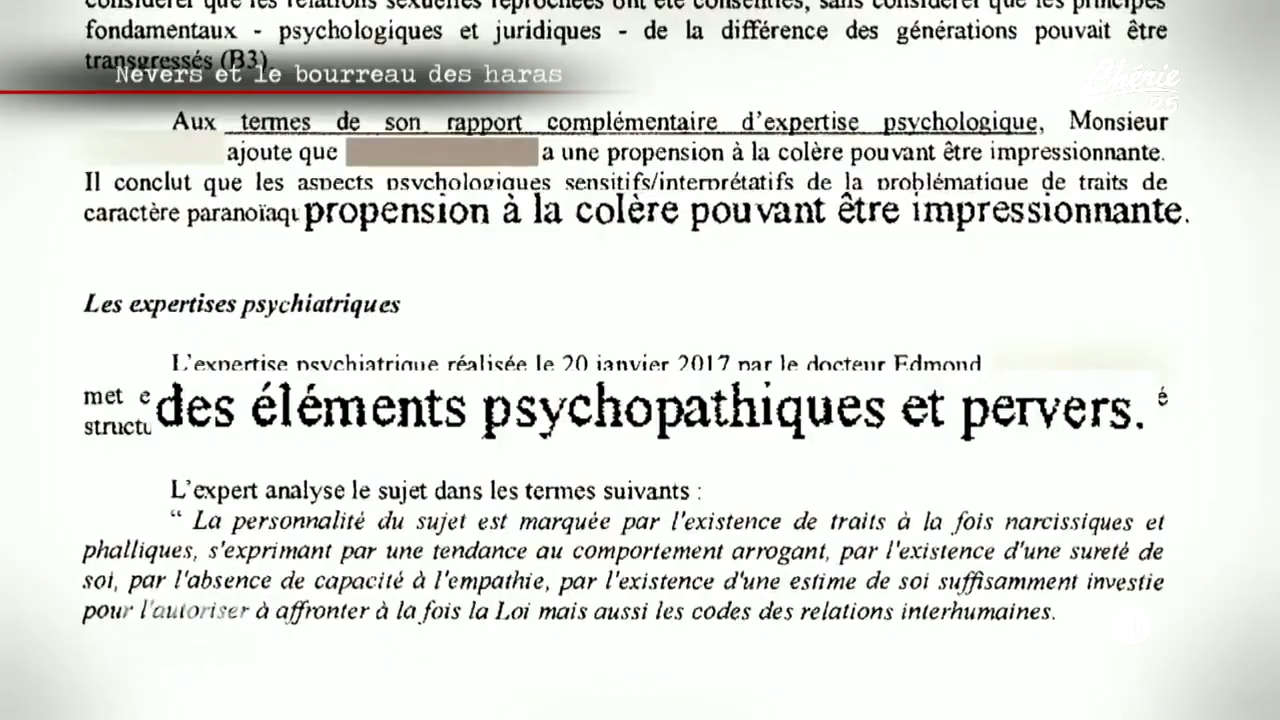 considérer que les relations sexuelles reprochées ont été consenties, sans considérer que les principes
fondamentaux - psychologiques et juridiques - de la différence des générations pouvait être
transgressés (B3).
Nevers et le bourreau des haras
Chérie
25
Aux termes de son rapport complémentaire d'expertise psychologique, Monsieur
ajoute que a une propension à la colère pouvant être impressionnante.
Il conclut que les aspects psychologiques sensitifs/interprétatifs de la problématique de traits de
caractère paranoïaqu propension à la colère pouvant être impressionnante.
Les expertises psychiatriques
L'expertise psychiatrique réalisée le 20 janvier 2017 par le docteur Edmond
met e des éléments psychopathiques et pervers. é
structu
L'expert analyse le sujet dans les termes suivants :
“ La personnalité du sujet est marquée par l'existence de traits à la fois narcissiques et
phalliques, s'exprimant par une tendance au comportement arrogant, par l'existence d'une sureté de
soi, par l'absence de capacité à l'empathie, par l'existence d'une estime de soi suffisamment investie
pour l'autoriser à affronter à la fois la Loi mais aussi les codes des relations interhumaines.